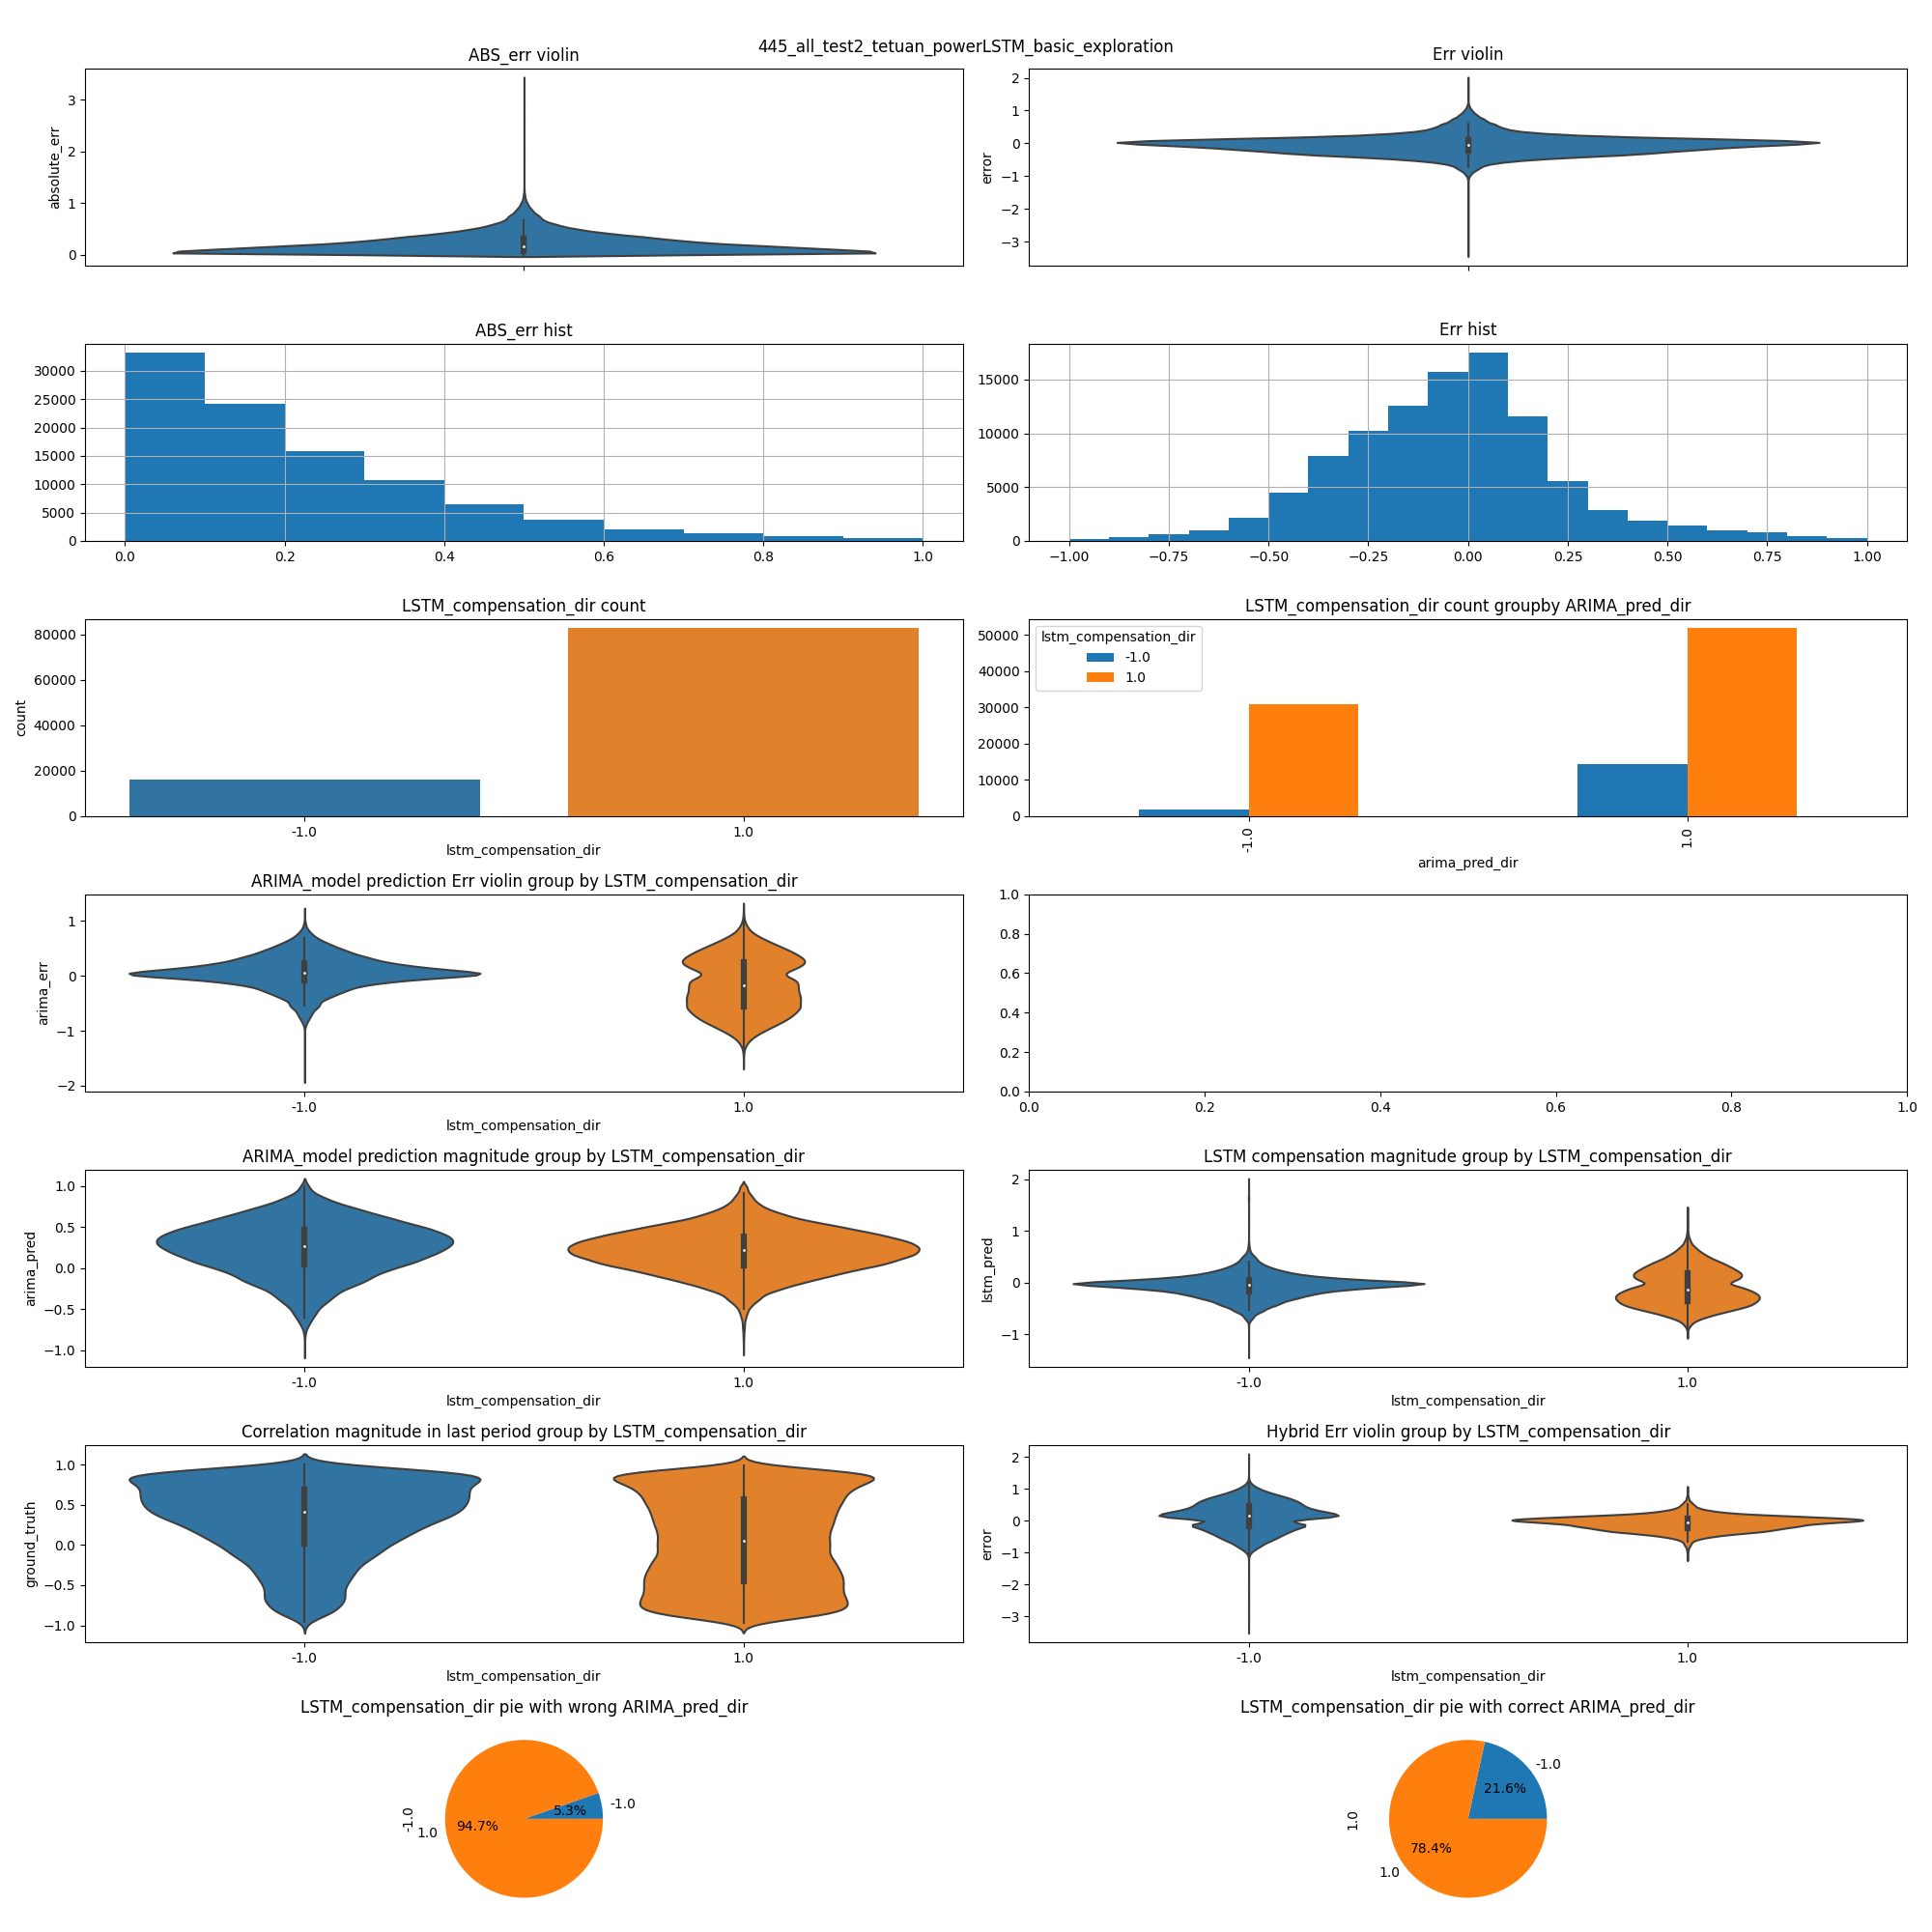 445_all_test2_tetuan_powerLSTM_basic_exploration
ABS_err violin
absolute_err
3
2
1
0
Err violin
error
2
1
0
−1
−2
−3
ABS_err hist
30000
25000
20000
15000
10000
5000
0
0.0 0.2 0.4 0.6 0.8 1.0
Err hist
15000
10000
5000
0
−1.00 −0.75 −0.50 −0.25 0.00 0.25 0.50 0.75 1.00
LSTM_compensation_dir count
count
80000
60000
40000
20000
0
-1.0 1.0
lstm_compensation_dir
LSTM_compensation_dir count groupby ARIMA_pred_dir
lstm_compensation_dir
-1.0
1.0
50000
40000
30000
20000
10000
0
-1.0 1.0
arima_pred_dir
ARIMA_model prediction Err violin group by LSTM_compensation_dir
arima_err
1
0
−1
−2
-1.0 1.0
lstm_compensation_dir
1.0
0.8
0.6
0.4
0.2
0.0
0.0 0.2 0.4 0.6 0.8 1.0
ARIMA_model prediction magnitude group by LSTM_compensation_dir
arima_pred
1.0
0.5
0.0
−0.5
−1.0
-1.0 1.0
lstm_compensation_dir
LSTM compensation magnitude group by LSTM_compensation_dir
lstm_pred
2
1
0
−1
-1.0 1.0
lstm_compensation_dir
Correlation magnitude in last period group by LSTM_compensation_dir
ground_truth
1.0
0.5
0.0
−0.5
−1.0
-1.0 1.0
lstm_compensation_dir
Hybrid Err violin group by LSTM_compensation_dir
error
2
1
0
−1
−2
−3
-1.0 1.0
lstm_compensation_dir
LSTM_compensation_dir pie with wrong ARIMA_pred_dir
-1.0
1.0
94.7%
5.3%
-1.0
LSTM_compensation_dir pie with correct ARIMA_pred_dir
1.0
-1.0
21.6%
78.4%
1.0